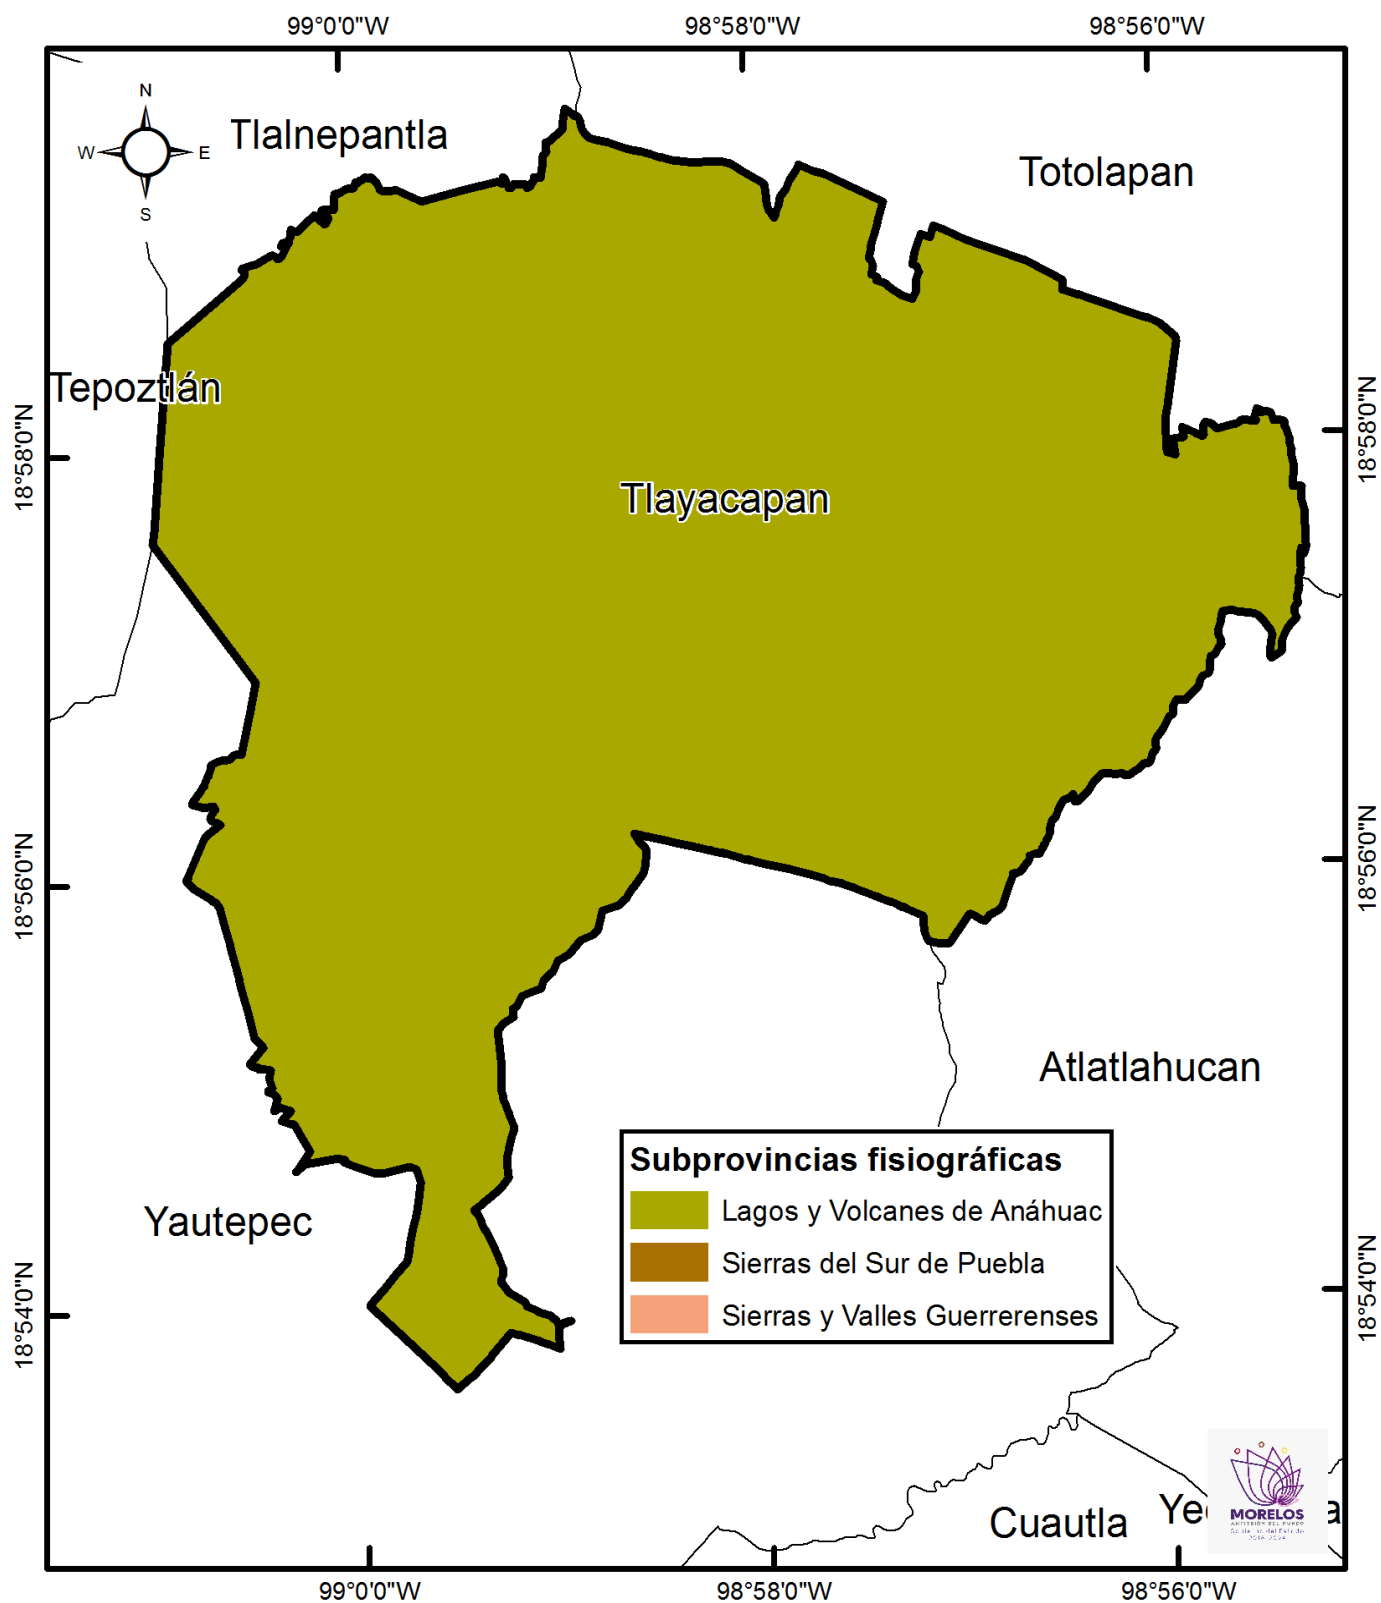 99°0'0"W 98°58'0"W 98°56'0"W
N
W E
S
Tlalnepantla
Totolapan
Tepoztlán
18°58'0"N
18°58'0"N
Tlayacapan
18°56'0"N
18°56'0"N
Atlatlahucan
Subprovincias fisiográficas
Lagos y Volcanes de Anáhuac
Sierras del Sur de Puebla
Sierras y Valles Guerrerenses
Yautepec
18°54'0"N
18°54'0"N
Cuautla
MORELOS
99°0'0"W 98°58'0"W 98°56'0"W